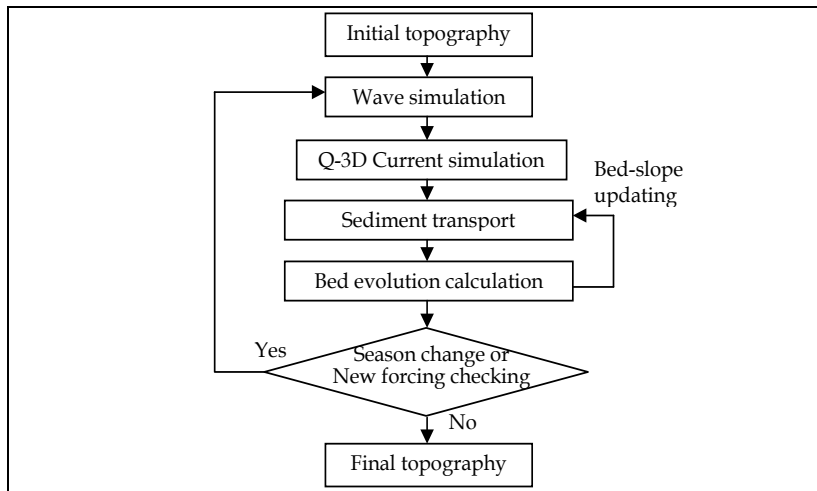 Initial topography
Wave simulation
Q-3D Current simulation
Bed-slope
updating
Sediment transport
Bed evolution calculation
Yes
Season change or
New forcing checking
No
Final topography